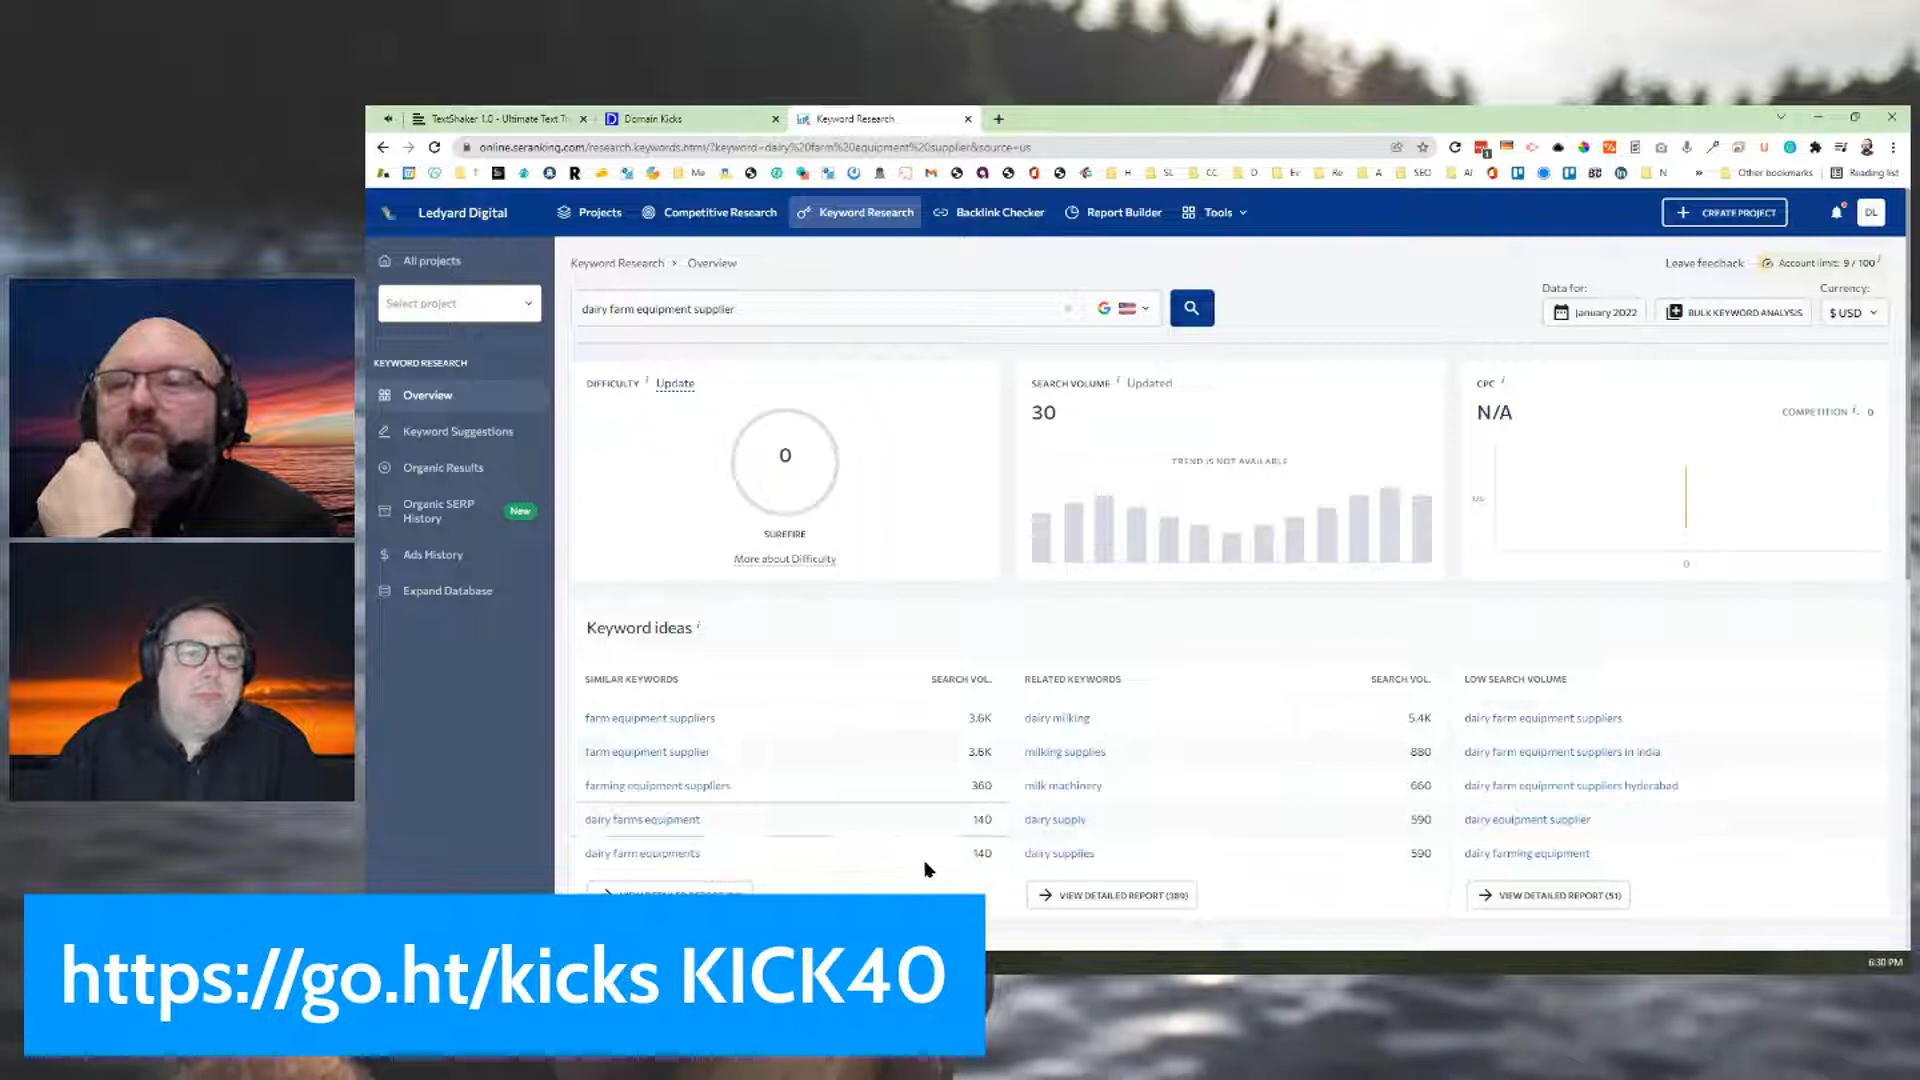 TextShaker 1.0 - Ultimate Text Tr
Domain Kicks
Keyword Research
online.seranking.com/research.keywords.html/?keyword=dairy%20farm%20equipment%20supplier&source=us
Me
H
SL
CC
D
Ev
Re
A
SEO
AI
N
Other bookmarks
Reading list
Ledyard Digital
Projects
Competitive Research
Keyword Research
Backlink Checker
Report Builder
Tools
CREATE PROJECT
DL
All projects
Select project
KEYWORD RESEARCH
Overview
Keyword Suggestions
Organic Results
Organic SERP
History
New
Ads History
Expand Database
Keyword Research > Overview
Leave feedback
Account limit: 9 / 100
dairy farm equipment supplier
Data for:
January 2022
BULK KEYWORD ANALYSIS
Currency:
$ USD
DIFFICULTY
Update
0
SUREFIRE
More about Difficulty
SEARCH VOLUME
Updated
30
TREND IS NOT AVAILABLE
CPC
N/A
COMPETITION
0
US
0
Keyword ideas
SIMILAR KEYWORDS SEARCH VOL.
farm equipment suppliers 3.6K
farm equipment supplier 3.6K
farming equipment suppliers 360
dairy farms equipment 140
dairy farm equipments 140
RELATED KEYWORDS SEARCH VOL.
dairy milking 5.4K
milking supplies 880
milk machinery 660
dairy supply 590
dairy supplies 590
VIEW DETAILED REPORT (389)
LOW SEARCH VOLUME
dairy farm equipment suppliers
dairy farm equipment suppliers in india
dairy farm equipment suppliers hyderabad
dairy equipment supplier
dairy farming equipment
VIEW DETAILED REPORT (51)
6:30 PM
https://go.ht/kicks KICK40